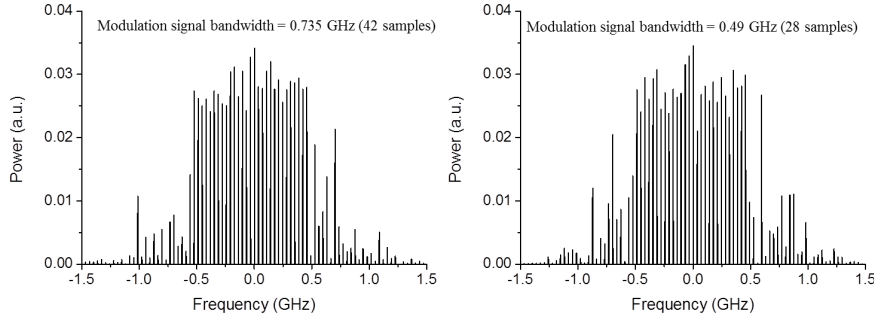 Modulation signal bandwidth = 0.735 GHz (42 samples)
0.04
0.03
0.02
0.01
0.00
Power (a.u.)
-1.5 -1.0 -0.5 0.0 0.5 1.0 1.5
Frequency (GHz)
Modulation signal bandwidth = 0.49 GHz (28 samples)
0.04
0.03
0.02
0.01
0.00
Power (a.u.)
-1.5 -1.0 -0.5 0.0 0.5 1.0 1.5
Frequency (GHz)